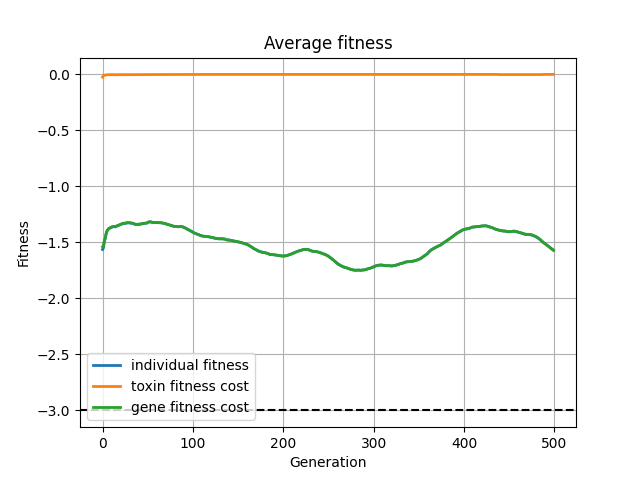 Average fitness
Fitness
0.0
−0.5
−1.0
−1.5
−2.0
−2.5
−3.0
individual fitness
toxin fitness cost
gene fitness cost
0 100 200 300 400 500
Generation